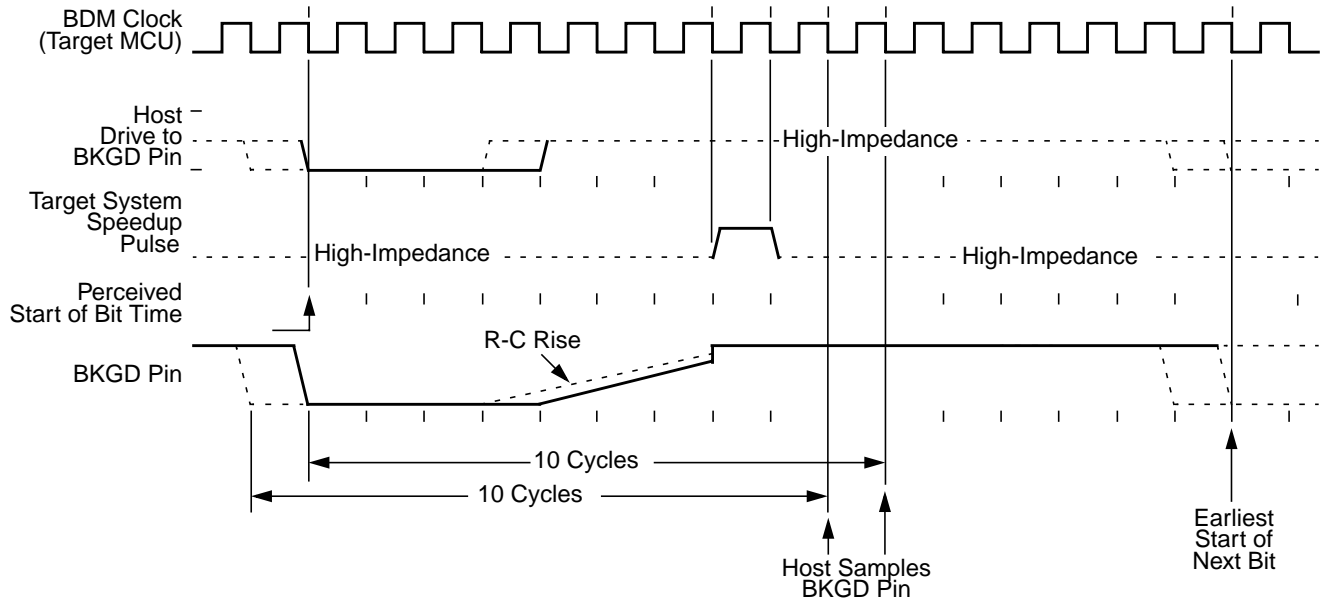 BDM Clock
(Target MCU)
Host
Drive to
BKGD Pin
High-Impedance
Target System
Speedup
Pulse
High-Impedance
High-Impedance
Perceived
Start of Bit Time
R-C Rise
BKGD Pin
10 Cycles
10 Cycles
Host Samples
BKGD Pin
Earliest
Start of
Next Bit